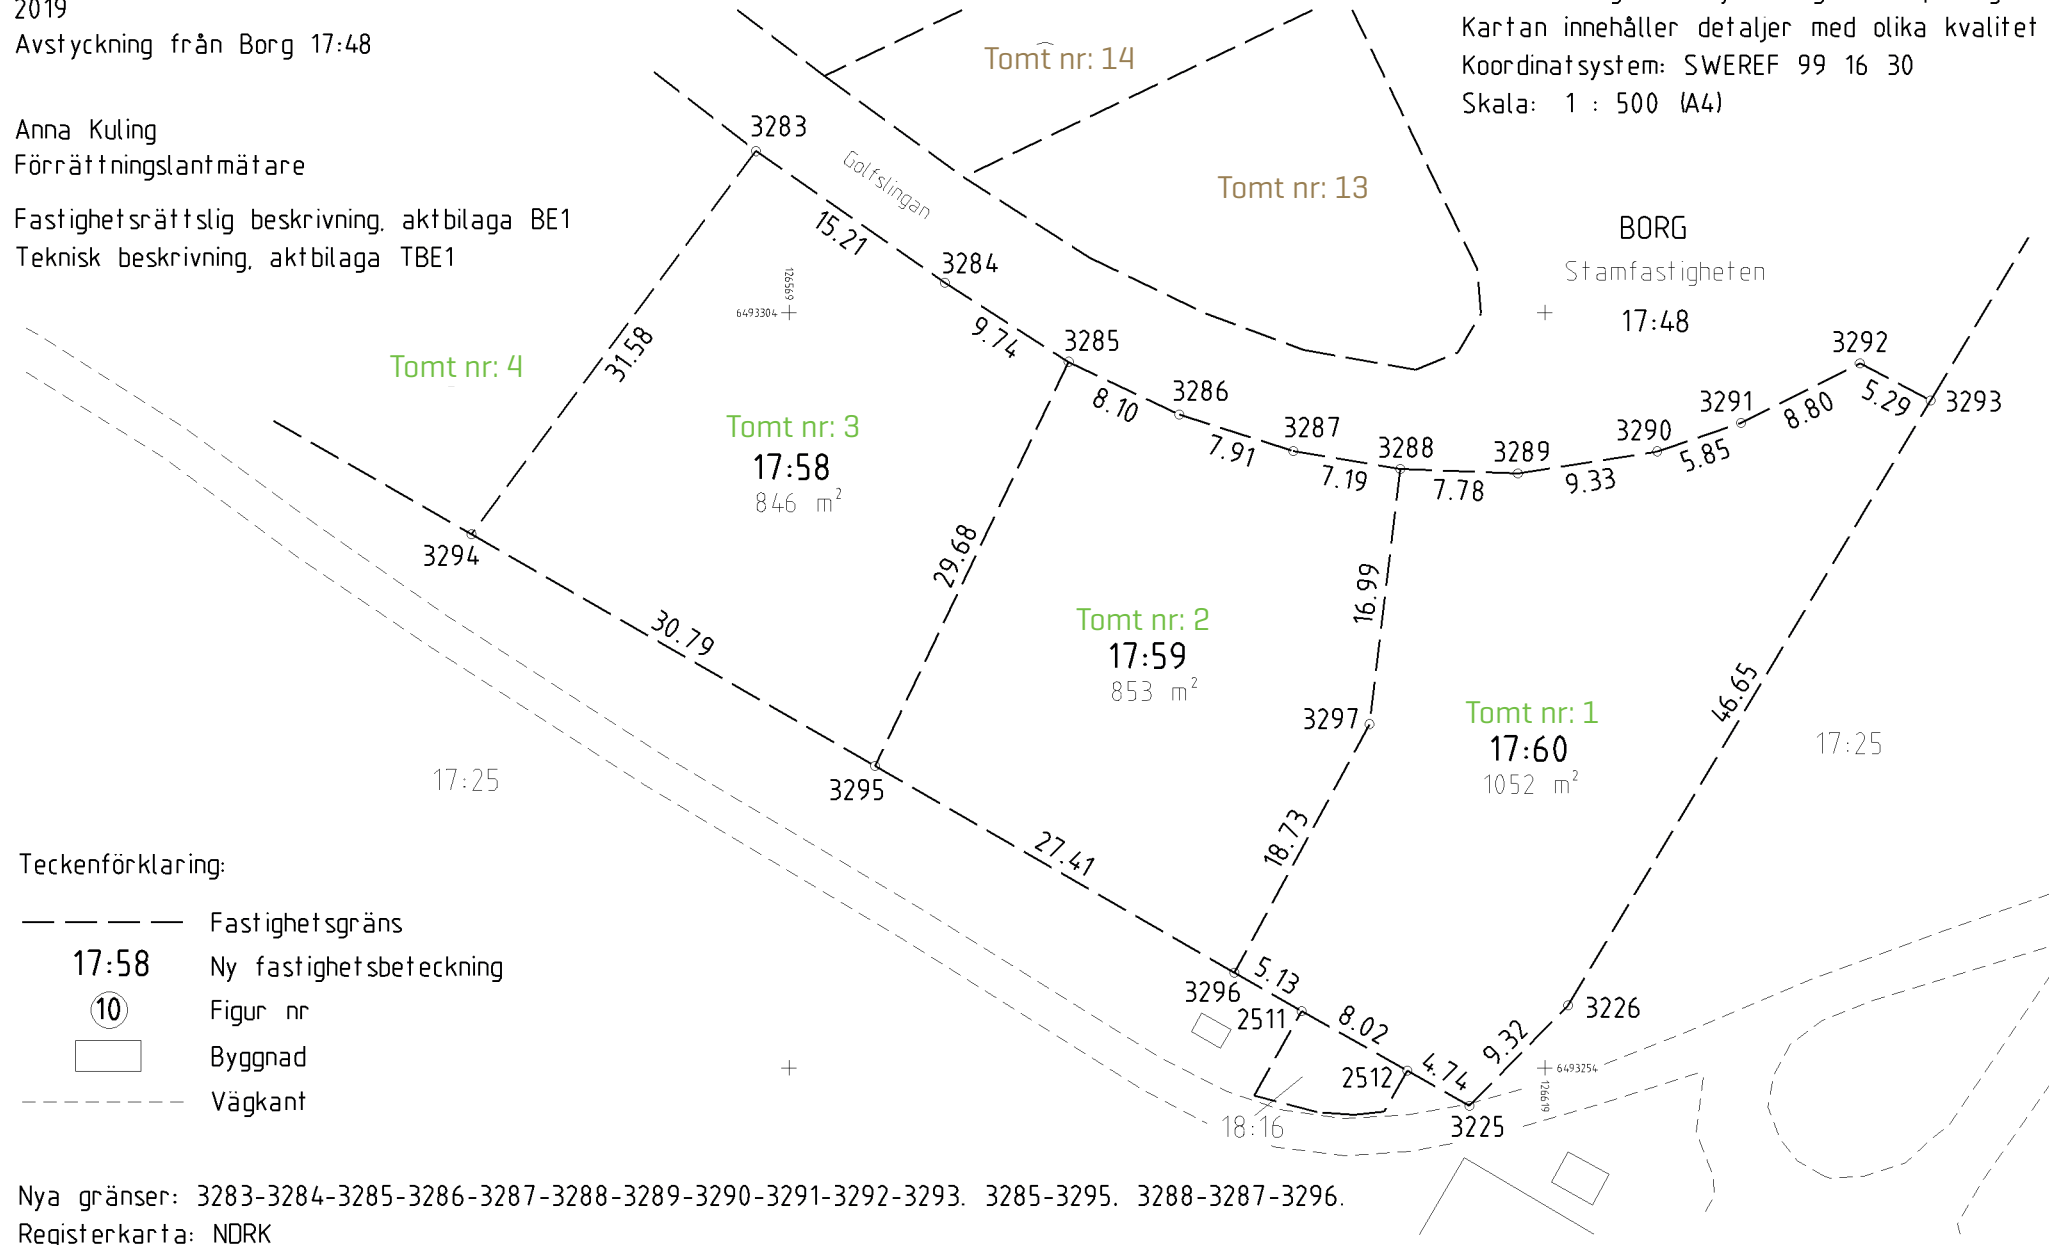 2019
Avstyckning från Borg 17:48
Anna Kuling
Förrättningslantmätare
Fastighetsrättslig beskrivning, aktbilaga BE1
Teknisk beskrivning, aktbilaga TBE1
Kartan innehåller detaljer med olika kvalitet
Koordinatsystem: SWEREF 99 16 30
Skala: 1 : 500 (A4)
Tomt nr: 14
Tomt nr: 13
Golfslingan
BORG
Stamfastigheten
17:48
3283
15.21
3284
126569
6493304
9.74
3285
8.10
3286
7.91
3287
7.19
3288
7.78
3289
9.33
3290
5.85
3291
8.80
3292
5.29
3293
Tomt nr: 4
31.58
Tomt nr: 3
17:58
846 m²
29.68
3294
30.79
Tomt nr: 2
17:59
853 m²
16.99
3297
46.65
Tomt nr: 1
17:60
1052 m²
17:25
17:25
3295
27.41
18.73
3296
5.13
2511
8.02
2512
4.74
9.32
3226
3225
6493254
126619
18:16
Teckenförklaring:
Fastighetsgräns
17:58 Ny fastighetsbeteckning
10 Figur nr
Byggnad
Vägkant
Nya gränser: 3283-3284-3285-3286-3287-3288-3289-3290-3291-3292-3293. 3285-3295. 3288-3287-3296.
Registerkarta: NDRK